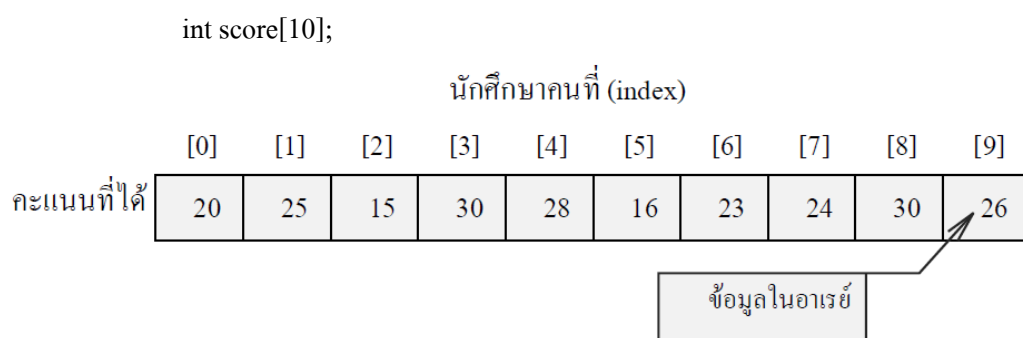 int score[10];
นักศึกษาคนที่ (index)
[0] [1] [2] [3] [4] [5] [6] [7] [8] [9]
คะแนนที่ได้ 20 25 15 30 28 16 23 24 30 26
ข้อมูลในอาเรย์